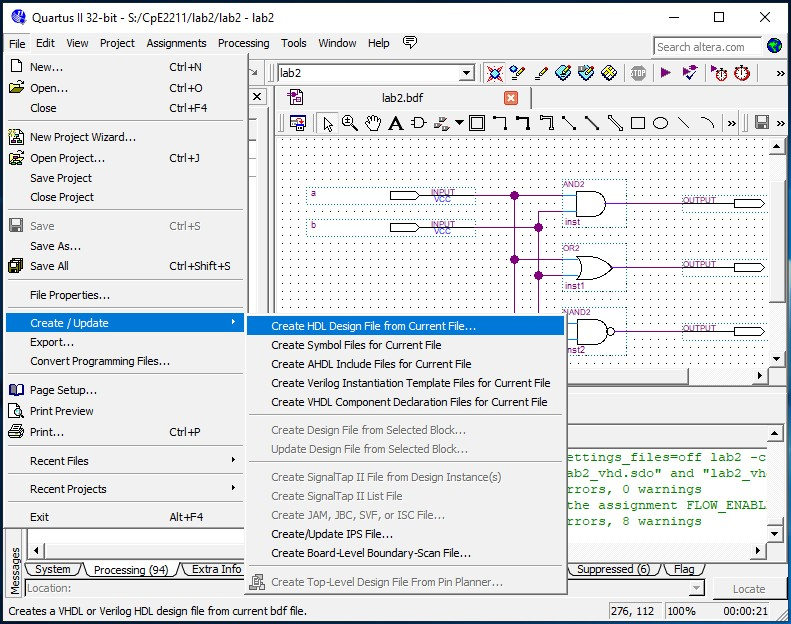 Quartus II 32-bit - S:/CpE2211/lab2/lab2 - lab2
File Edit View Project Assignments Processing Tools Window Help
Search altera.com
New... Ctrl+N
Open... Ctrl+O
Close Ctrl+F4
New Project Wizard...
Open Project... Ctrl+J
Save Project
Close Project
Save Ctrl+S
Save As...
Save All Ctrl+Shift+S
File Properties...
Create / Update
Export...
Convert Programming Files...
Page Setup...
Print Preview
Print... Ctrl+P
Recent Files
Recent Projects
Exit Alt+F4
lab2
STOP
»
lab2.bdf
A
» »
a INPUT
VCC
b INPUT
VCC
AND2
inst
OUTPUT
OR2
inst1
OUTPUT
NAND2
inst2
OUTPUT
Create HDL Design File from Current File...
Create Symbol Files for Current File
Create AHDL Include Files for Current File
Create Verilog Instantiation Template Files for Current File
Create VHDL Component Declaration Files for Current File
Create Design File from Selected Block...
Update Design File from Selected Block...
Create SignalTap II File from Design Instance(s)
Create SignalTap II List File
Create JAM, JBC, SVF, or ISC File...
Create/Update IPS File...
Create Board-Level Boundary-Scan File...
Create Top-Level Design File From Pin Planner...
ettings_files=off lab2 -c
ab2_vhd.sdo" and "lab2_vh
rrors, 0 warnings
the assignment FLOW_ENABL
rrors, 8 warnings
Messages
System Processing (94) Extra Info Suppressed (6) Flag
Location: Locate
Creates a VHDL or Verilog HDL design file from current bdf file. 276, 112 100% 00:00:21